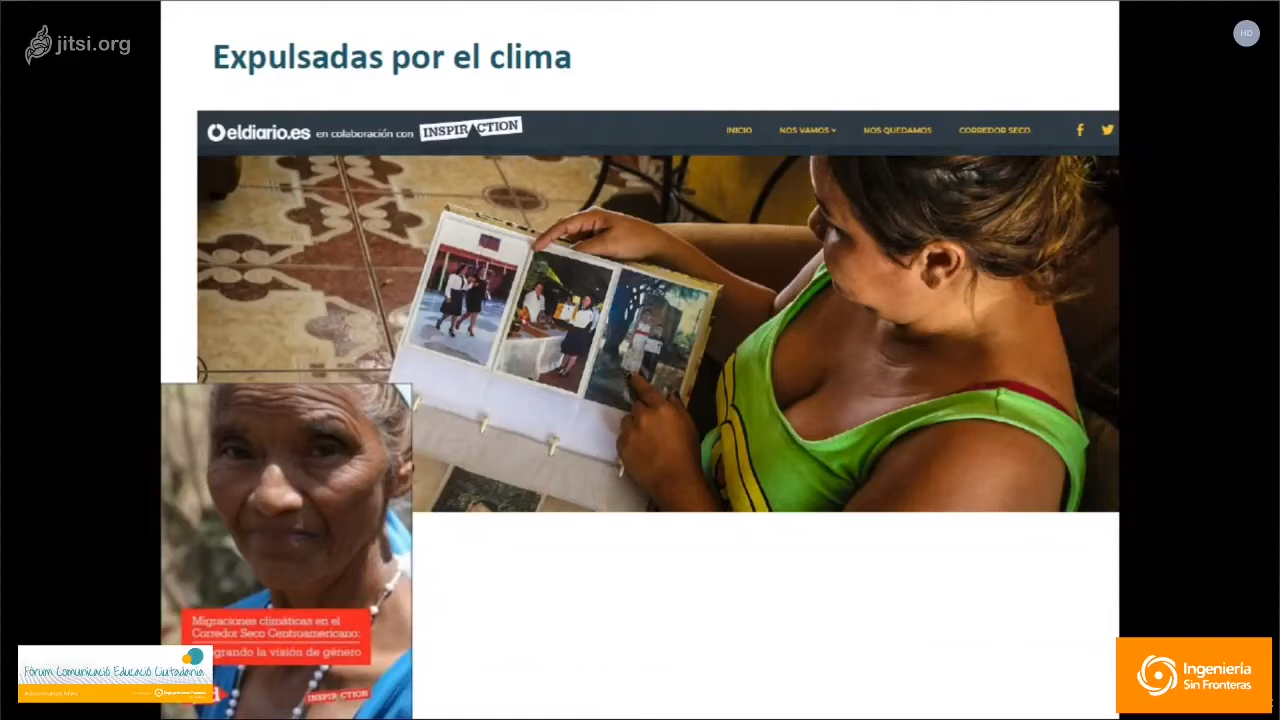 jitsi.org
HD
Expulsadas por el clima
eldiario.es en colaboración con INSPIRACTION
INICIO NOS VAMOS NOS QUEDAMOS CORREDOR SECO
Migraciones climáticas en el
Corredor Seco Centroamericano:
grando la visión de género
INSPIRACTION
Fòrum Comunicació Educació Ciutadania
Ingeniería
Sin Fronteras